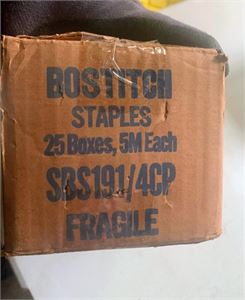 BOSTITCH
STAPLES
25 Boxes, 5M Each
SBS191/4CP
FRAGILE